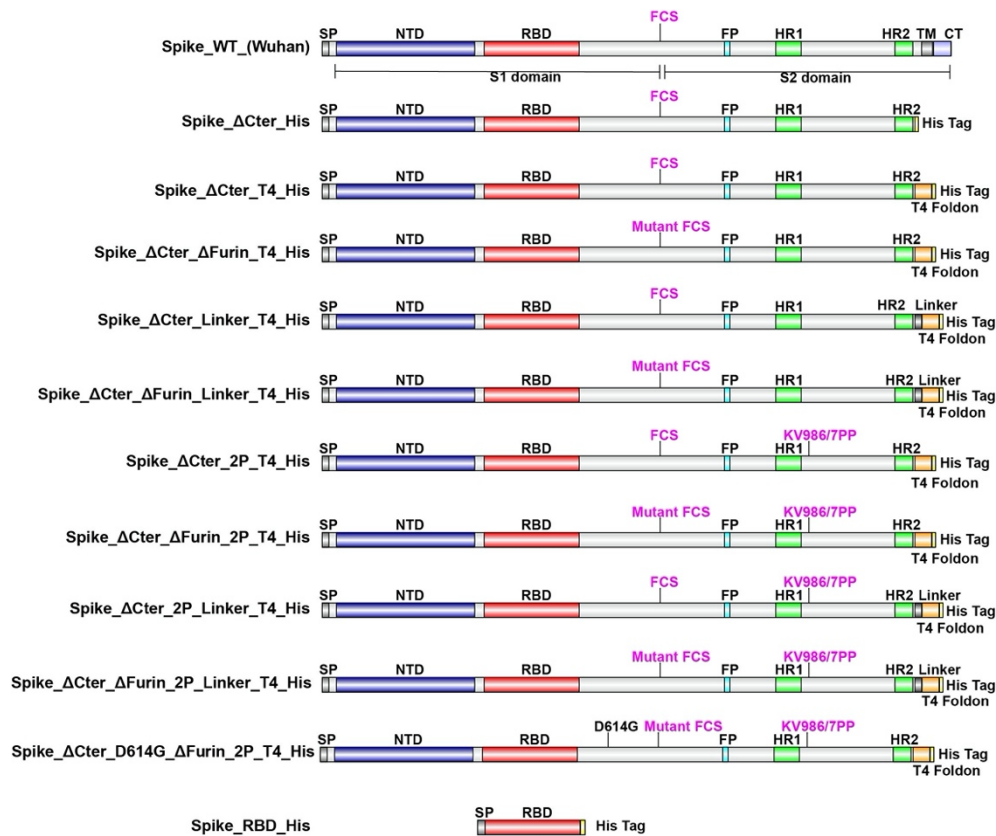 FCS
Spike_WT_(Wuhan) SP NTD RBD FP HR1 HR2 TM CT
S1 domain S2 domain
FCS
Spike_ΔCter_His SP NTD RBD FP HR1 HR2 His Tag
FCS
Spike_ΔCter_T4_His SP NTD RBD FP HR1 HR2 His Tag
T4 Foldon
Mutant FCS
Spike_ΔCter_ΔFurin_T4_His SP NTD RBD FP HR1 HR2 His Tag
T4 Foldon
FCS
Spike_ΔCter_Linker_T4_His SP NTD RBD FP HR1 HR2 Linker His Tag
T4 Foldon
Mutant FCS
Spike_ΔCter_ΔFurin_Linker_T4_His SP NTD RBD FP HR1 HR2 Linker His Tag
T4 Foldon
FCS KV986/7PP
Spike_ΔCter_2P_T4_His SP NTD RBD FP HR1 HR2 His Tag
T4 Foldon
Mutant FCS KV986/7PP
Spike_ΔCter_ΔFurin_2P_T4_His SP NTD RBD FP HR1 HR2 His Tag
T4 Foldon
FCS KV986/7PP
Spike_ΔCter_2P_Linker_T4_His SP NTD RBD FP HR1 HR2 Linker His Tag
T4 Foldon
Mutant FCS KV986/7PP
Spike_ΔCter_ΔFurin_2P_Linker_T4_His SP NTD RBD FP HR1 HR2 Linker His Tag
T4 Foldon
D614G Mutant FCS KV986/7PP
Spike_ΔCter_D614G_ΔFurin_2P_T4_His SP NTD RBD FP HR1 HR2 His Tag
T4 Foldon
Spike_RBD_His SP RBD His Tag